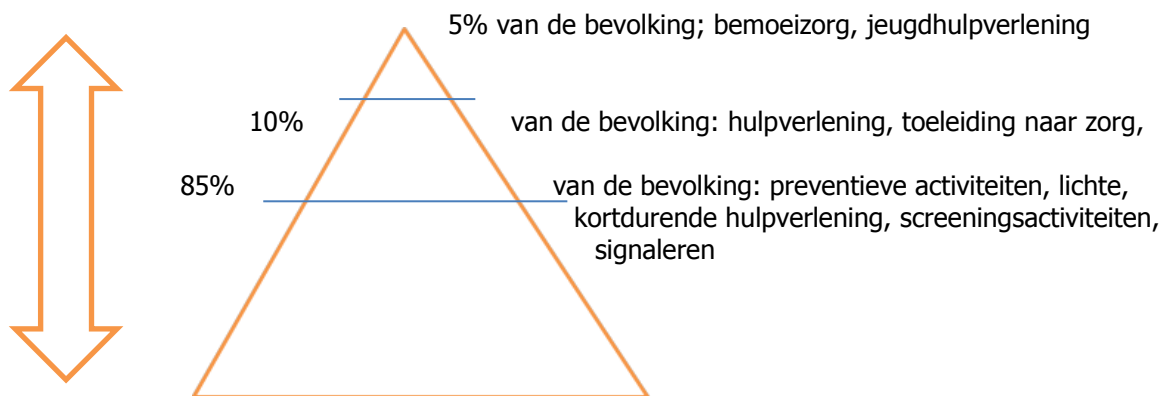 5% van de bevolking; bemoeizorg, jeugdhulpverlening
10% van de bevolking: hulpverlening, toeleiding naar zorg,
85% van de bevolking: preventieve activiteiten, lichte,
kortdurende hulpverlening, screeningsactiviteiten,
signaleren